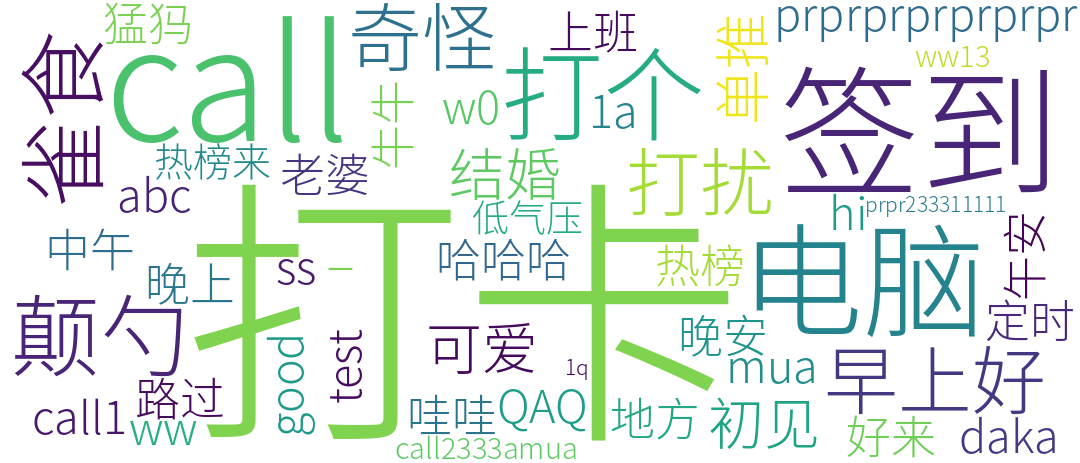 猛犸
call
奇怪
上班
单推
prprprprprprpr
ww13
签到
雀食
牛牛
w0
打个
1a
热榜来
老婆
结婚
打扰
abc
低气压
hi
prpr233311111
中午
晚上
ss
一
哈哈哈
热榜
电脑
午安
颠勺
打卡
可爱
晚安
定时
good
test
1q
mua
早上好
路过
call1
ww
哇哇
QAQ
地方
初见
好来
daka
call2333amua